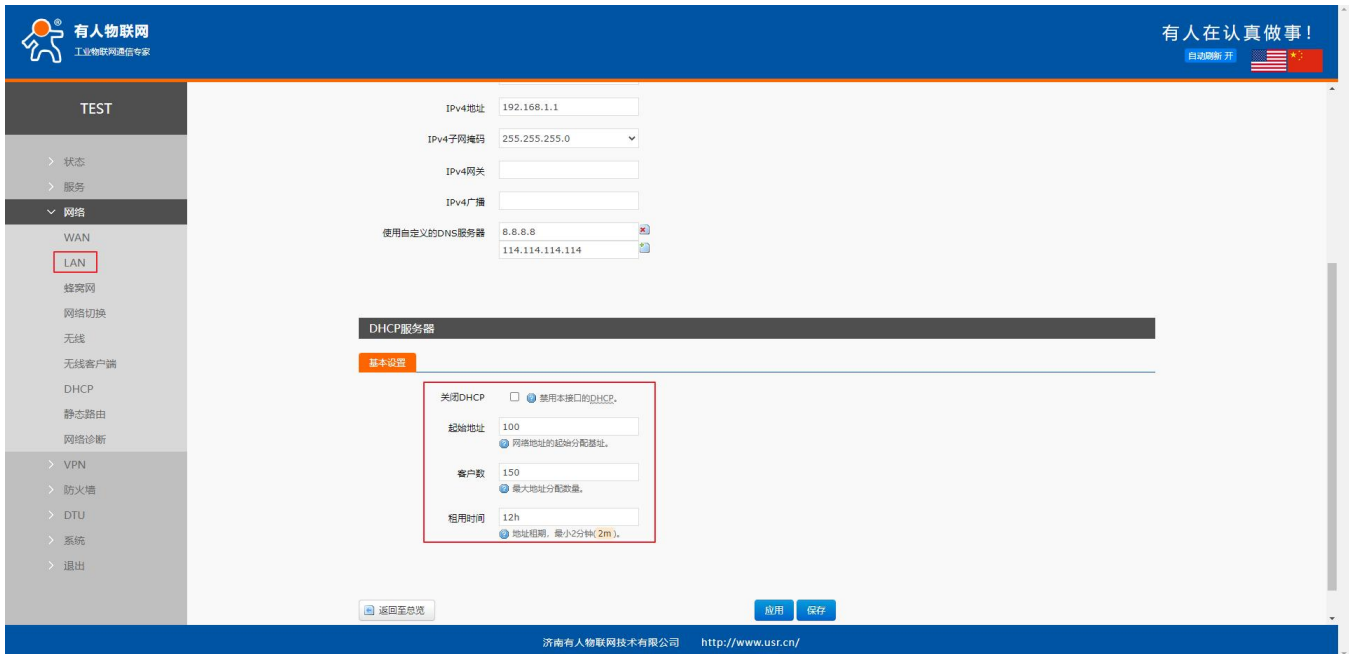 有人物联网
®
工业物联网通信专家
有人在认真做事！
自动刷新 开
TEST
状态
服务
网络
WAN
LAN
蜂窝网
网络切换
无线
无线客户端
DHCP
静态路由
网络诊断
VPN
防火墙
DTU
系统
退出
IPv4地址 192.168.1.1
IPv4子网掩码 255.255.255.0
IPv4网关
IPv4广播
使用自定义的DNS服务器 8.8.8.8
114.114.114.114
DHCP服务器
基本设置
关闭DHCP 禁用本接口的DHCP。
起始地址 100
网络地址的起始分配基址。
客户数 150
最大地址分配数量。
租用时间 12h
地址租期，最小2分钟(2m)。
返回至总览
应用 保存
济南有人物联网技术有限公司 http://www.usr.cn/